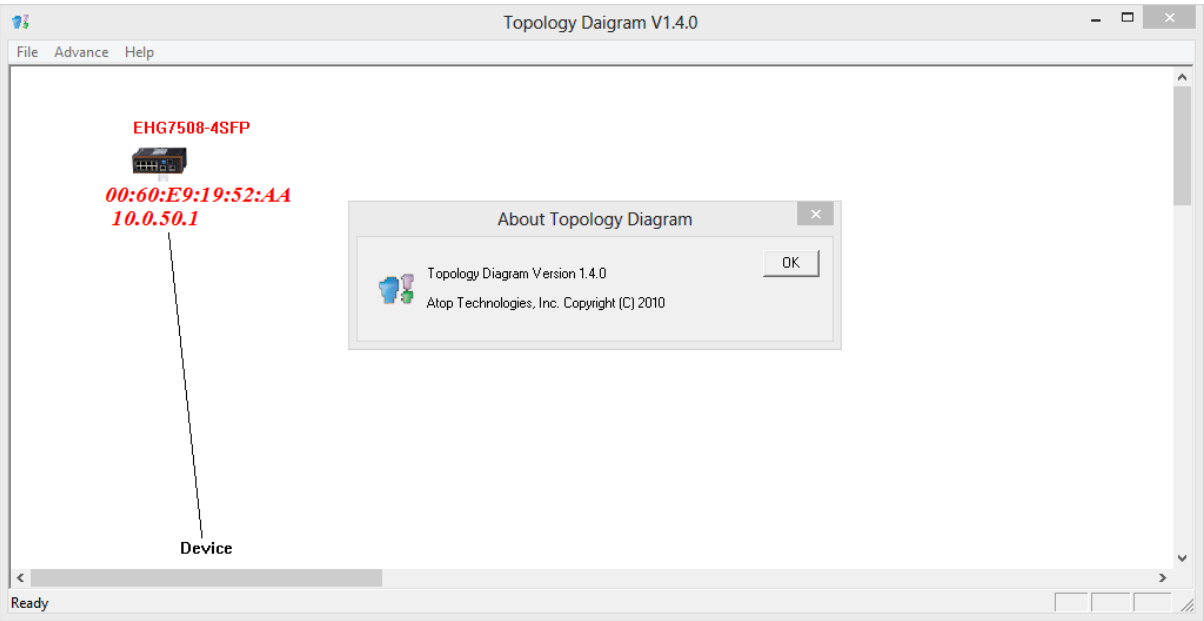 Topology Daigram V1.4.0
File Advance Help
EHG7508-4SFP
00:60:E9:19:52:AA
10.0.50.1
About Topology Diagram
OK
Topology Diagram Version 1.4.0
Atop Technologies, Inc. Copyright (C) 2010
Device
Ready